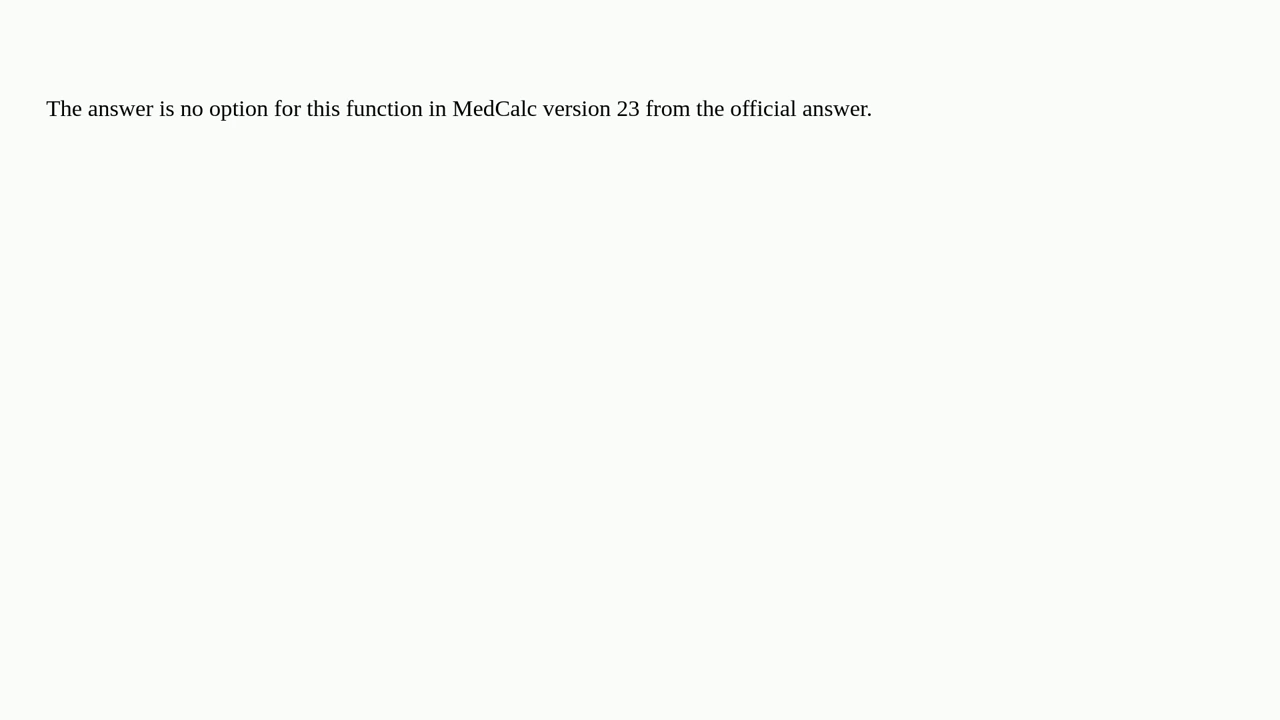 The answer is no option for this function in MedCalc version 23 from the official answer.